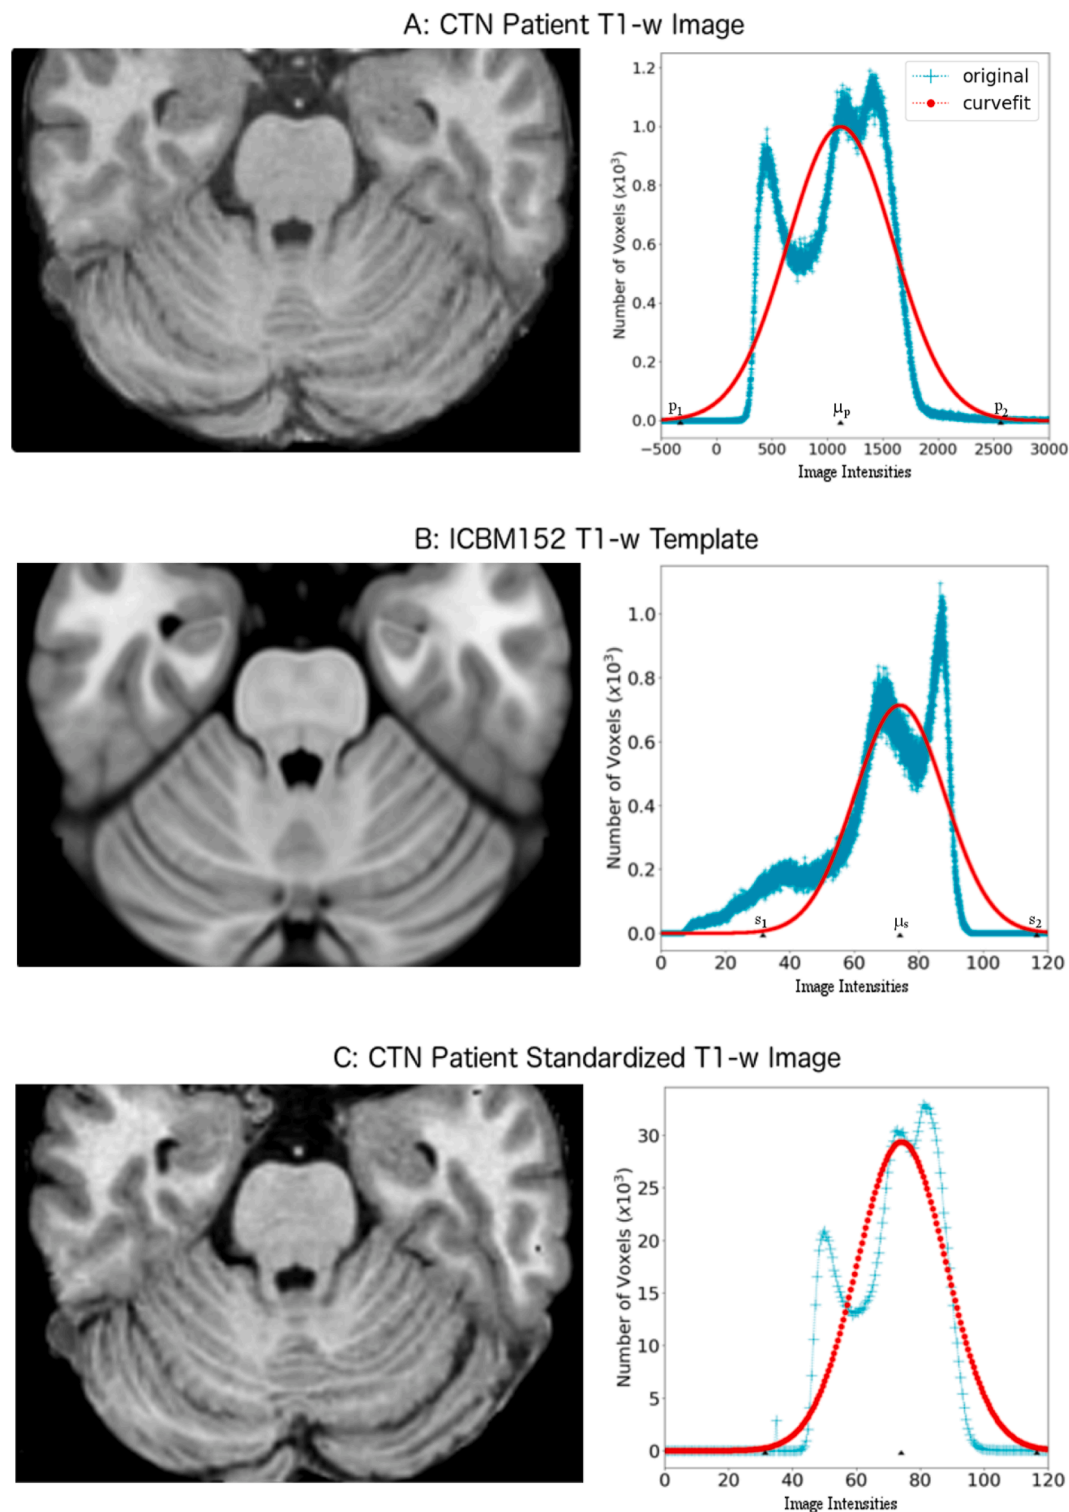 A: CTN Patient T1-w Image
original
curvefit
Number of Voxels (x10³)
1.2
1.0
0.8
0.6
0.4
0.2
0.0
p₁
μₚ
p₂
−500 0 500 1000 1500 2000 2500 3000
Image Intensities
B: ICBM152 T1-w Template
Number of Voxels (x10³)
1.0
0.8
0.6
0.4
0.2
0.0
s₁
μₛ
s₂
0 20 40 60 80 100 120
Image Intensities
C: CTN Patient Standardized T1-w Image
Number of Voxels (x10³)
30
25
20
15
10
5
0
0 20 40 60 80 100 120
Image Intensities